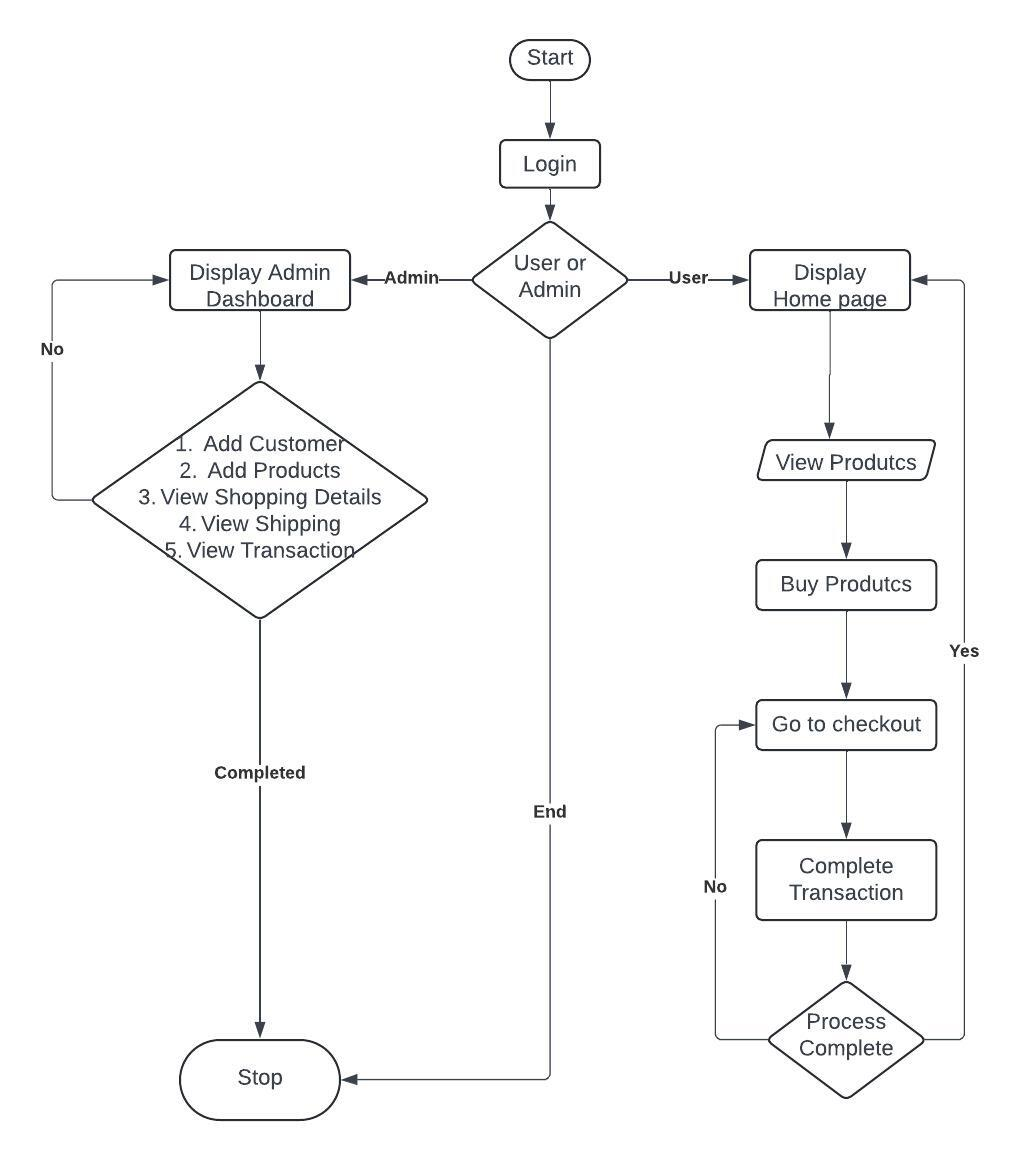 Start
Login
User or
Admin
Admin
User
Display Admin
Dashboard
Display
Home page
No
1. Add Customer
2. Add Products
3. View Shopping Details
4. View Shipping
5. View Transaction
View Produtcs
Buy Produtcs
Yes
Go to checkout
Completed
End
Complete
Transaction
No
Process
Complete
Stop